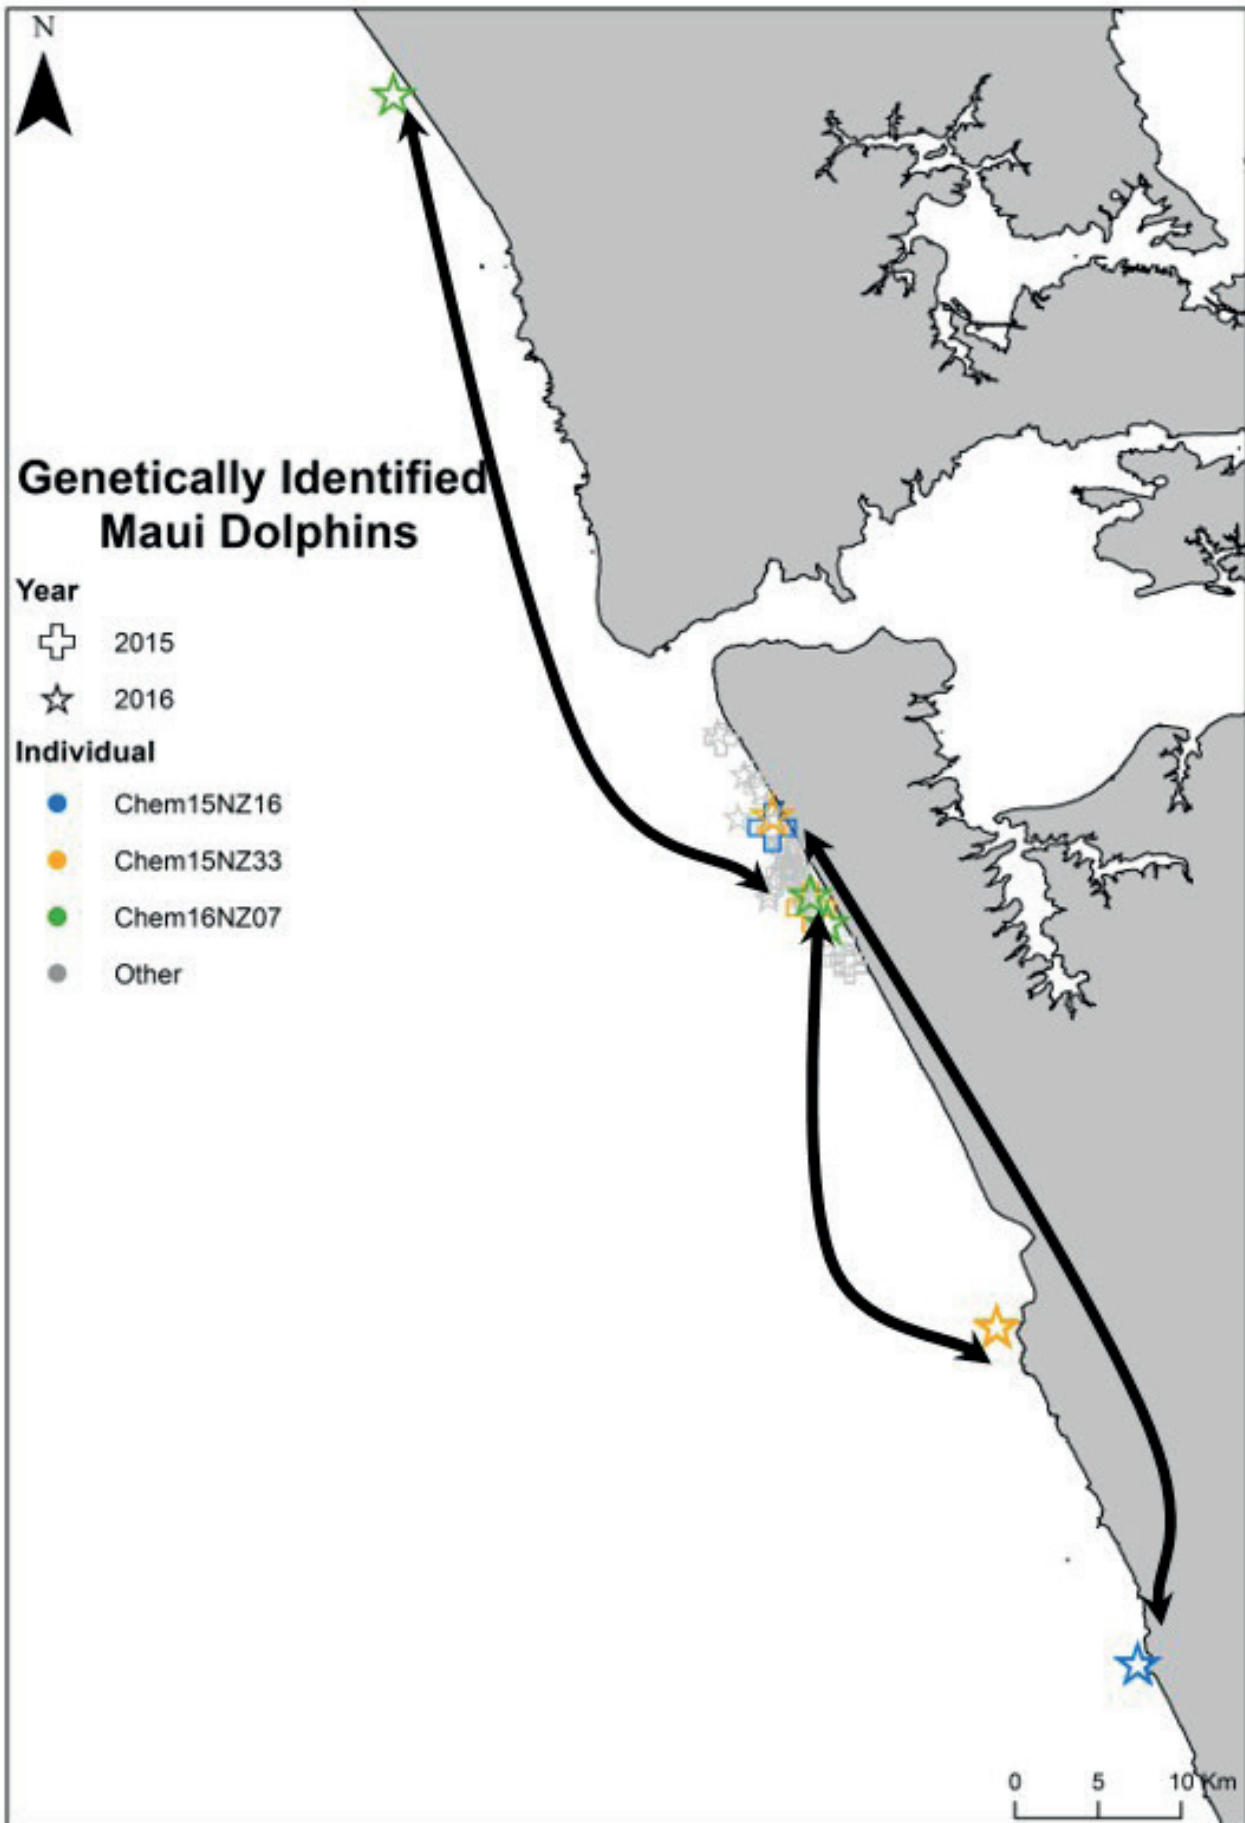 N
Genetically Identified
Maui Dolphins
Year
2015
2016
Individual
Chem15NZ16
Chem15NZ33
Chem16NZ07
Other
0 5 10 Km